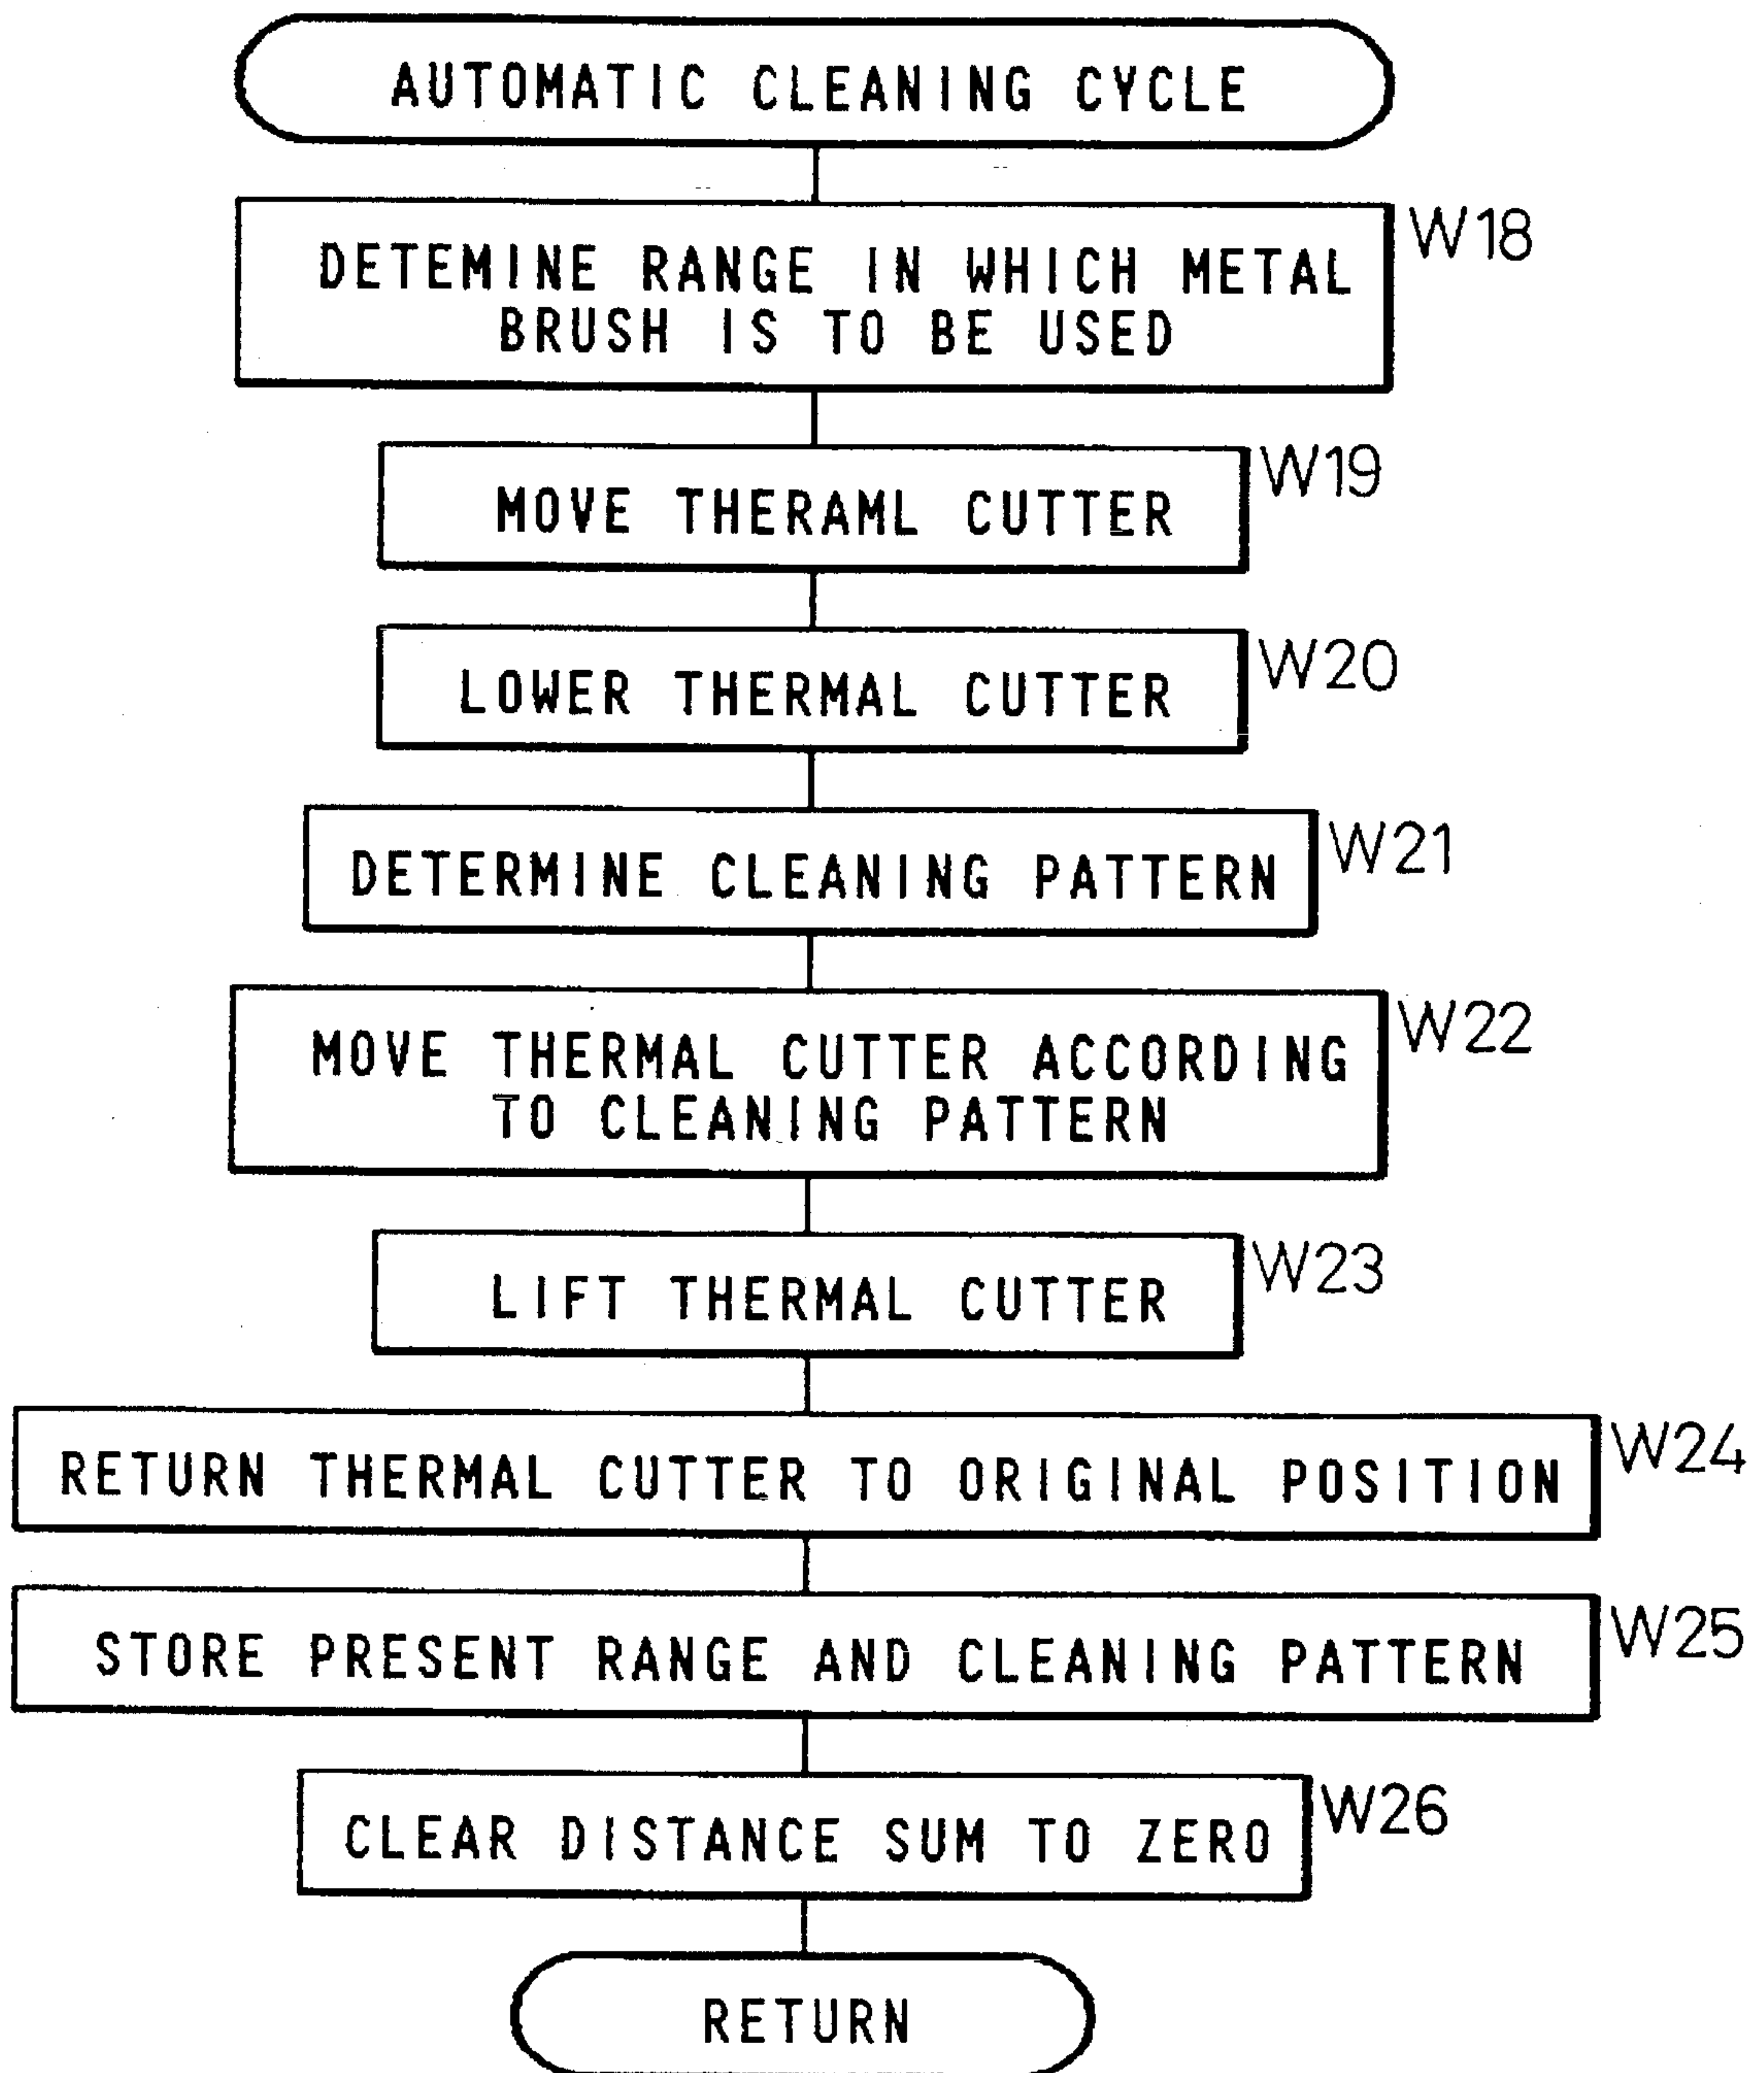 AUTOMATIC CLEANING CYCLE
W18
DETEMINE RANGE IN WHICH METAL
BRUSH IS TO BE USED
W19
MOVE THERAML CUTTER
W20
LOWER THERMAL CUTTER
W21
DETERMINE CLEANING PATTERN
W22
MOVE THERMAL CUTTER ACCORDING
TO CLEANING PATTERN
W23
LIFT THERMAL CUTTER
W24
RETURN THERMAL CUTTER TO ORIGINAL POSITION
W25
STORE PRESENT RANGE AND CLEANING PATTERN
W26
CLEAR DISTANCE SUM TO ZERO
RETURN